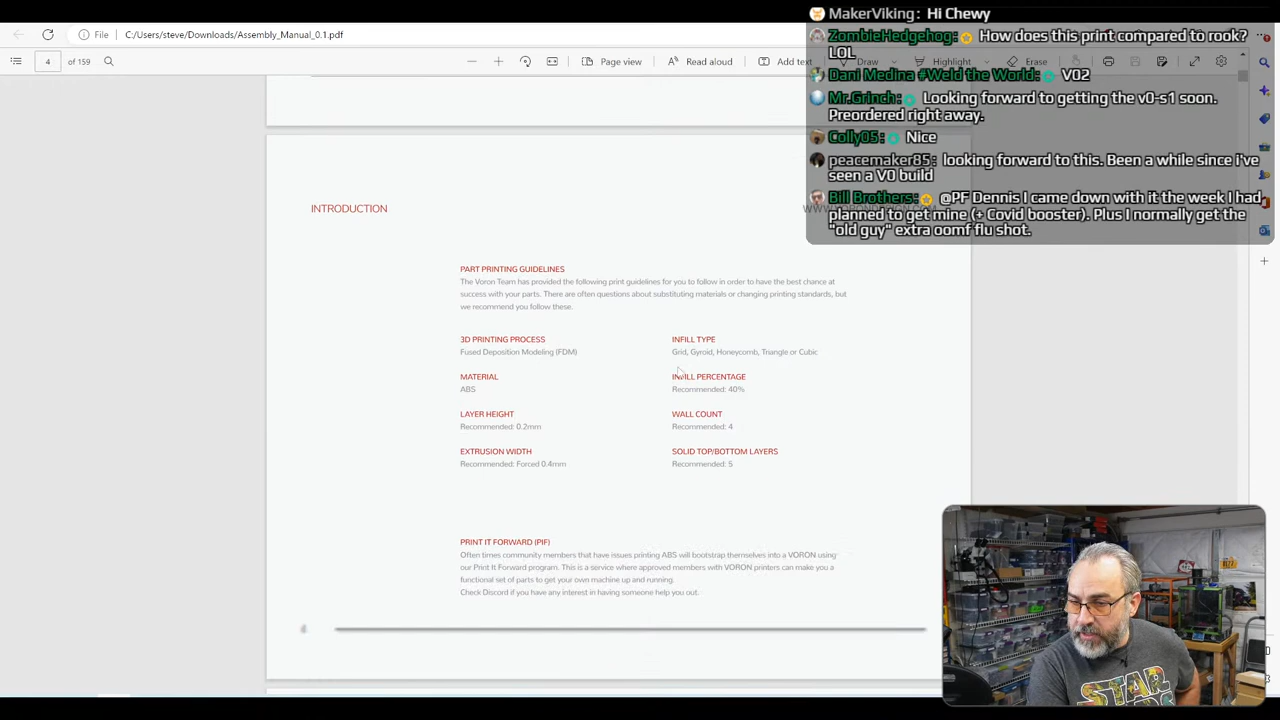 File
C:/Users/steve/Downloads/Assembly_Manual_0.1.pdf
4 of 159
Page view
Read aloud
Add text
Draw
Highlight
Erase
MakerViking: Hi Chewy
ZombieHedgehog: How does this print compared to rook?
LOL
Dani Medina #Weld the World: V02
Mr.Grinch: Looking forward to getting the v0-s1 soon.
Preordered right away.
Colly05: Nice
peacemaker85: looking forward to this. Been a while since i've
seen a V0 build
Bill Brothers: @PF Dennis I came down with it the week I had
planned to get mine (+ Covid booster). Plus I normally get the
"old guy" extra oomf flu shot.
INTRODUCTION
PART PRINTING GUIDELINES
The Voron Team has provided the following print guidelines for you to follow in order to have the best chance at
success with your parts. There are often questions about substituting materials or changing printing standards, but
we recommend you follow these.
3D PRINTING PROCESS
Fused Deposition Modeling (FDM)
MATERIAL
ABS
LAYER HEIGHT
Recommended: 0.2mm
EXTRUSION WIDTH
Recommended: Forced 0.4mm
INFILL TYPE
Grid, Gyroid, Honeycomb, Triangle or Cubic
INFILL PERCENTAGE
Recommended: 40%
WALL COUNT
Recommended: 4
SOLID TOP/BOTTOM LAYERS
Recommended: 5
PRINT IT FORWARD (PIF)
Often times community members that have issues printing ABS will bootstrap themselves into a VORON using
our Print It Forward program. This is a service where approved members with VORON printers can make you a
functional set of parts to get your own machine up and running.
Check Discord if you have any interest in having someone help you out.
4
STAR